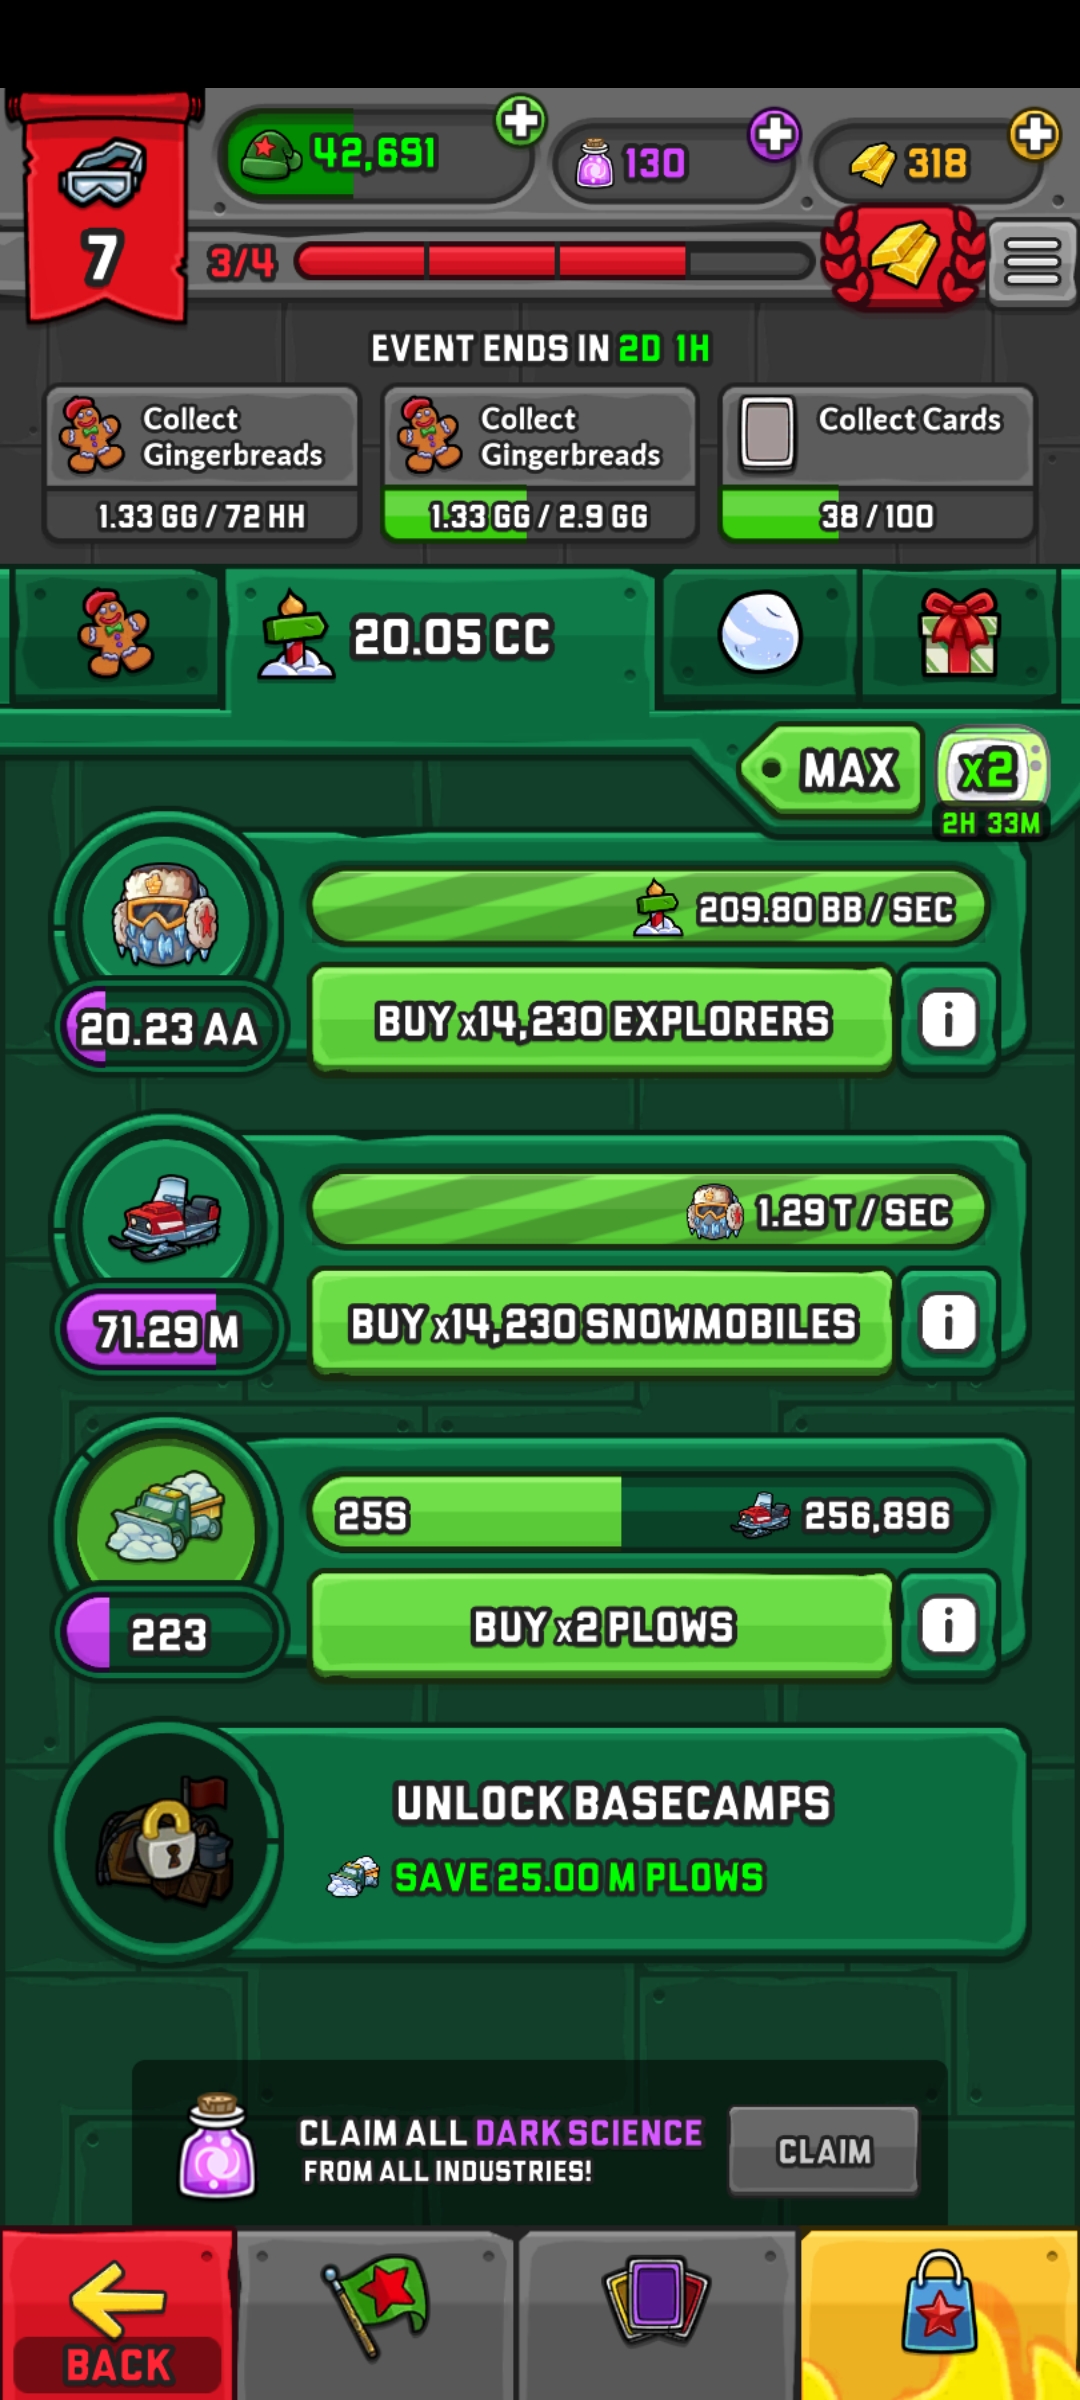 42,691
130
318
7
3/4
EVENT ENDS IN 2D 1H
Collect
Gingerbreads
1.33 GG / 72 HH
Collect
Gingerbreads
1.33 GG / 2.9 GG
Collect Cards
38 / 100
20.05 CC
MAX
x2
2H 33M
209.80 BB / SEC
20.23 AA
BUY x14,230 EXPLORERS
i
1.29 T / SEC
71.29 M
BUY x14,230 SNOWMOBILES
i
25S
256,896
223
BUY x2 PLOWS
i
UNLOCK BASECAMPS
SAVE 25.00 M PLOWS
CLAIM ALL DARK SCIENCE
FROM ALL INDUSTRIES!
CLAIM
BACK